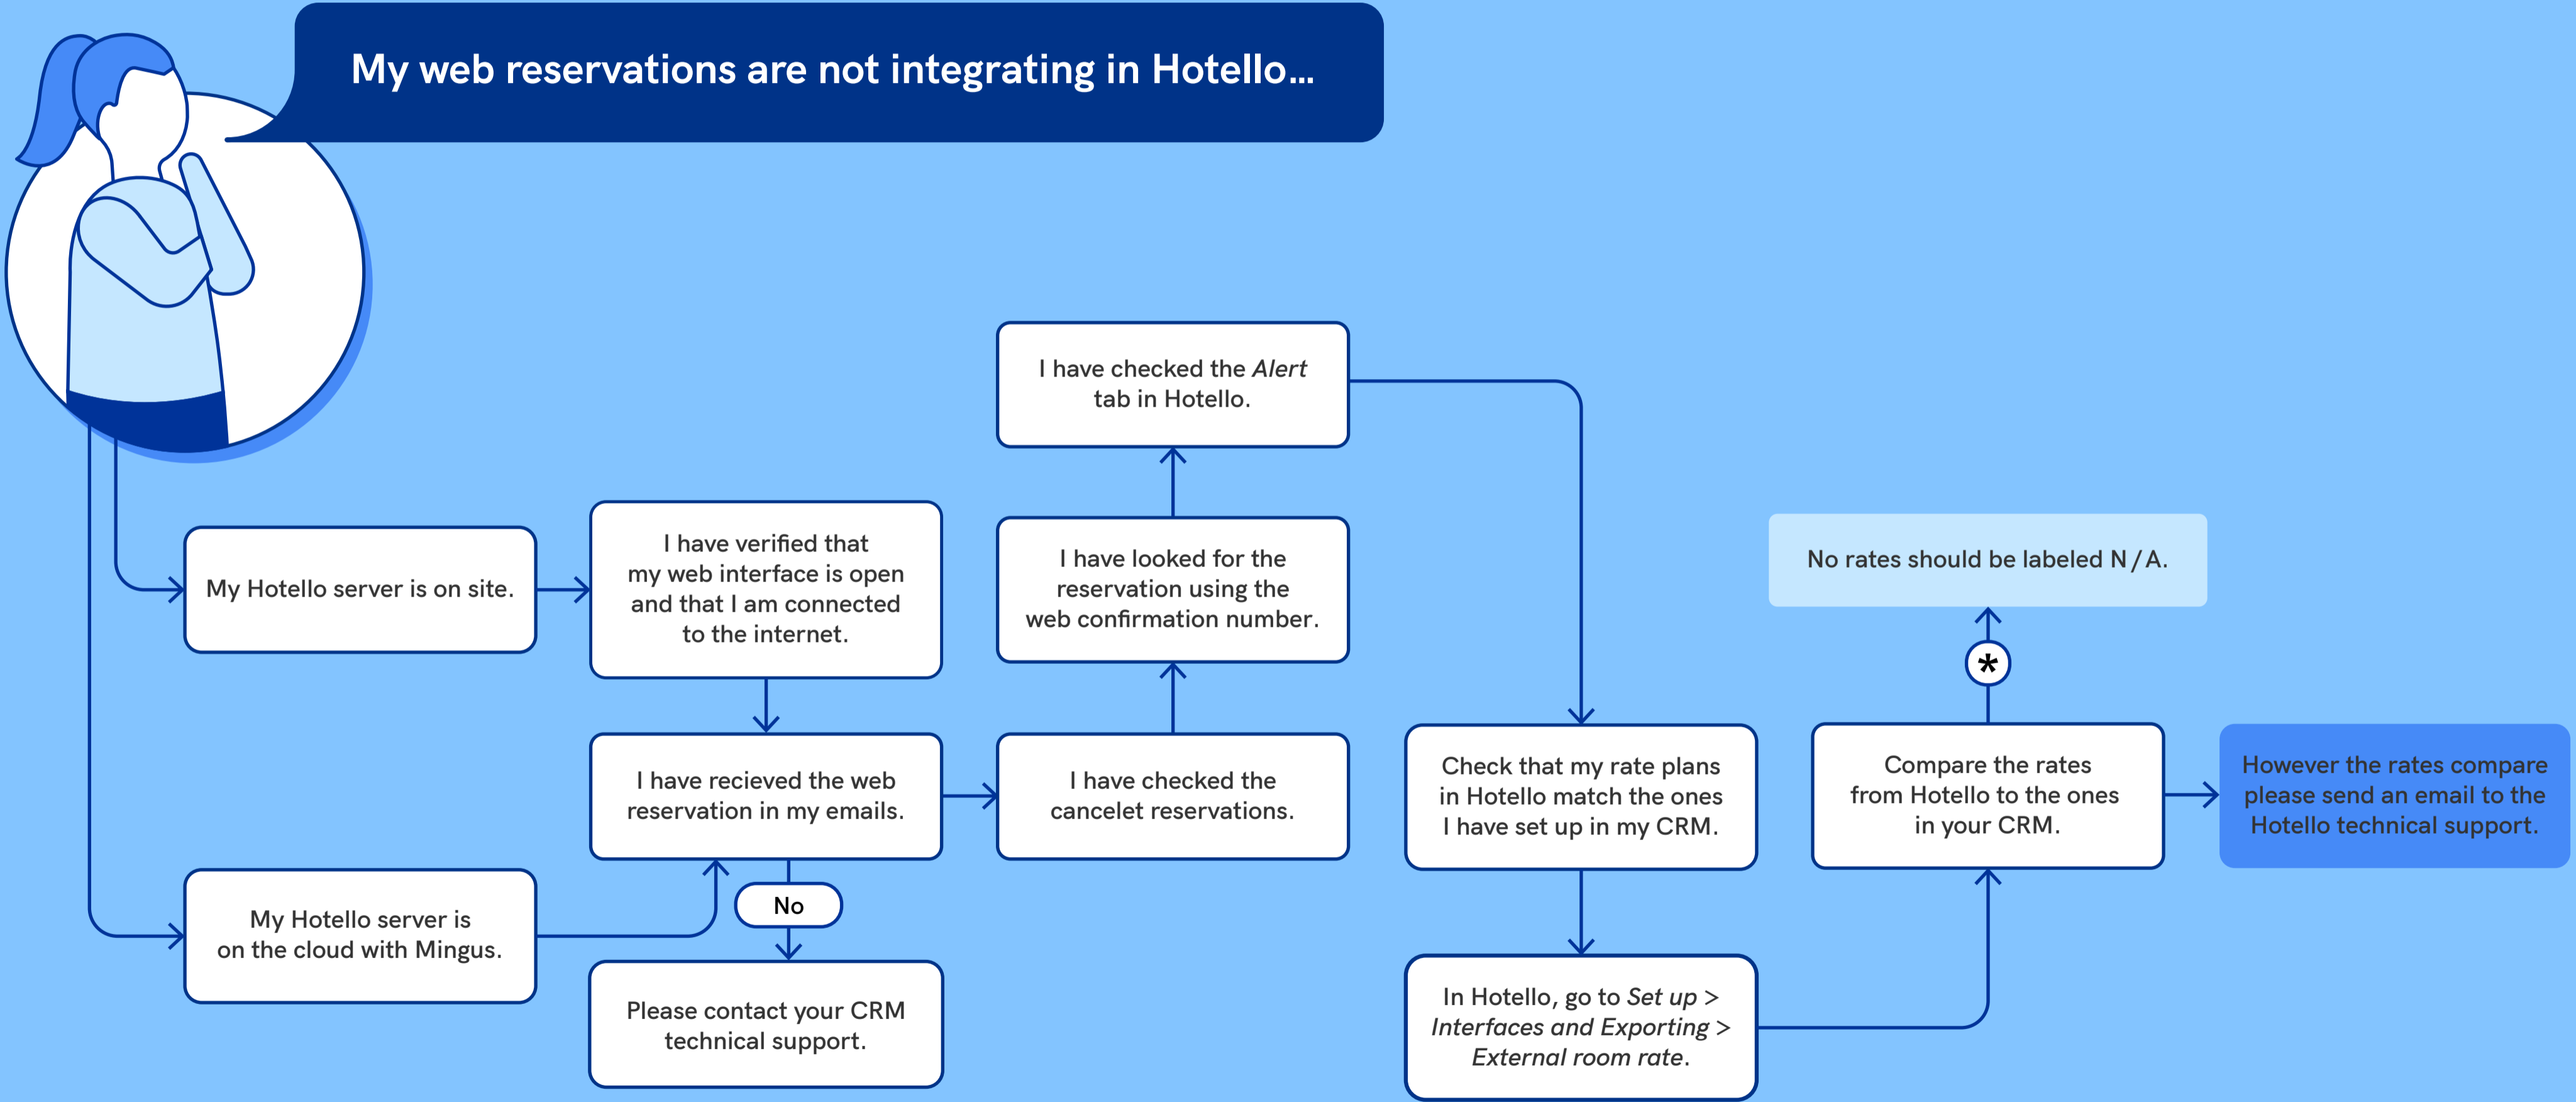 My web reservations are not integrating in Hotello...
I have checked the Alert
tab in Hotello.
My Hotello server is on site.
I have verified that
my web interface is open
and that I am connected
to the internet.
I have looked for the
reservation using the
web confirmation number.
No rates should be labeled N/A.
*
I have recieved the web
reservation in my emails.
I have checked the
cancelet reservations.
Check that my rate plans
in Hotello match the ones
I have set up in my CRM.
Compare the rates
from Hotello to the ones
in your CRM.
However the rates compare
please send an email to the
Hotello technical support.
My Hotello server is
on the cloud with Mingus.
No
Please contact your CRM
technical support.
In Hotello, go to Set up >
Interfaces and Exporting >
External room rate.